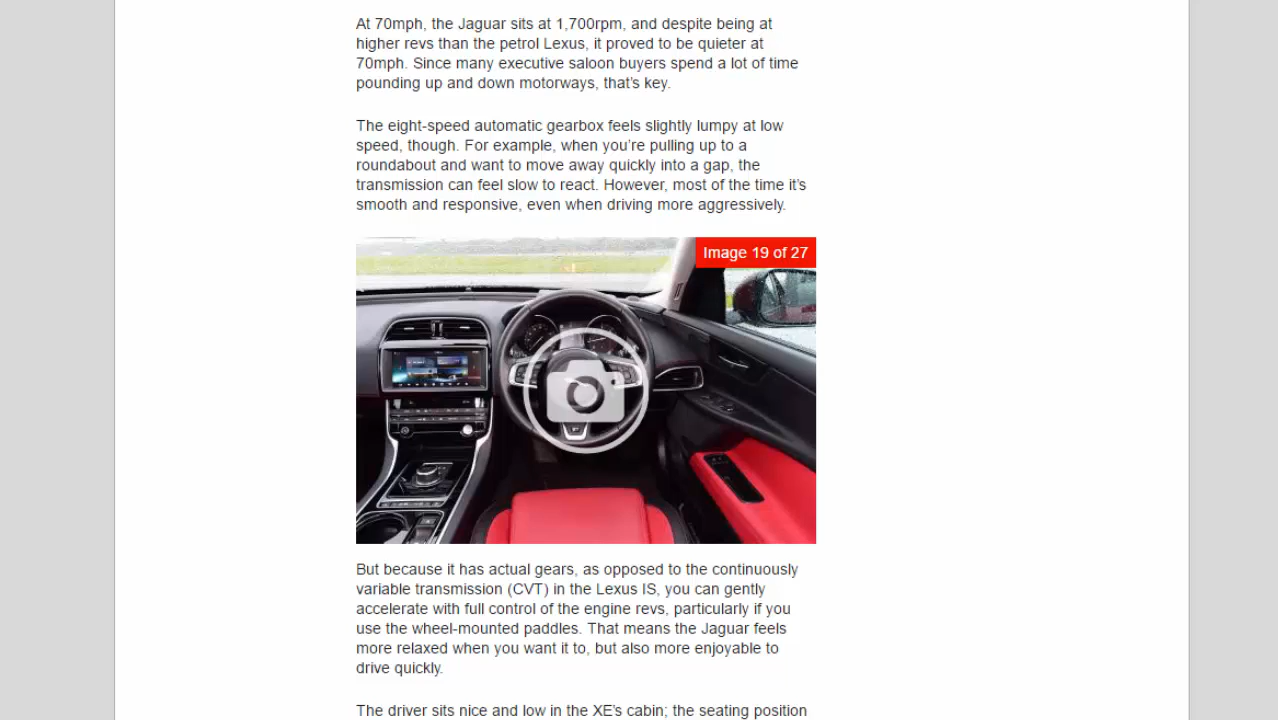 At 70mph, the Jaguar sits at 1,700rpm, and despite being at
higher revs than the petrol Lexus, it proved to be quieter at
70mph. Since many executive saloon buyers spend a lot of time
pounding up and down motorways, that’s key.
The eight-speed automatic gearbox feels slightly lumpy at low
speed, though. For example, when you’re pulling up to a
roundabout and want to move away quickly into a gap, the
transmission can feel slow to react. However, most of the time it’s
smooth and responsive, even when driving more aggressively.
Image 19 of 27
But because it has actual gears, as opposed to the continuously
variable transmission (CVT) in the Lexus IS, you can gently
accelerate with full control of the engine revs, particularly if you
use the wheel-mounted paddles. That means the Jaguar feels
more relaxed when you want it to, but also more enjoyable to
drive quickly.
The driver sits nice and low in the XE’s cabin; the seating position